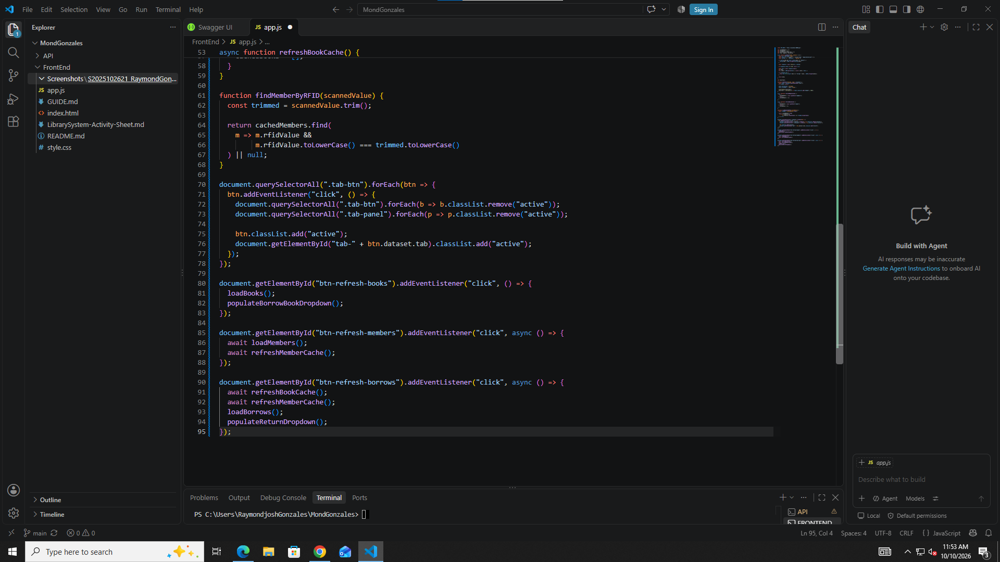 File Edit Selection View Go Run Terminal Help
MondGonzales
Sign In
Explorer
MondGonzales
API
FrontEnd
Screenshots\S2025102621_RaymondGon...
app.js
GUIDE.md
index.html
LibrarySystem-Activity-Sheet.md
README.md
style.css
Outline
Timeline
Swagger UI
JS app.js
FrontEnd > JS app.js > ...
53 async function refreshBookCache() {
58 }
59 }
60
61 function findMemberByRFID(scannedValue) {
62 const trimmed = scannedValue.trim();
63
64 return cachedMembers.find(
65 m => m.rfidValue &&
66 m.rfidValue.toLowerCase() === trimmed.toLowerCase()
67 ) || null;
68 }
69
70 document.querySelectorAll(".tab-btn").forEach(btn => {
71 btn.addEventListener("click", () => {
72 document.querySelectorAll(".tab-btn").forEach(b => b.classList.remove("active"));
73 document.querySelectorAll(".tab-panel").forEach(p => p.classList.remove("active"));
74
75 btn.classList.add("active");
76 document.getElementById("tab-" + btn.dataset.tab).classList.add("active");
77 });
78 });
79
80 document.getElementById("btn-refresh-books").addEventListener("click", () => {
81 loadBooks();
82 populateBorrowBookDropdown();
83 });
84
85 document.getElementById("btn-refresh-members").addEventListener("click", async () => {
86 await loadMembers();
87 await refreshMemberCache();
88 });
89
90 document.getElementById("btn-refresh-borrows").addEventListener("click", async () => {
91 await refreshBookCache();
92 await refreshMemberCache();
93 loadBorrows();
94 populateReturnDropdown();
95 });
Problems Output Debug Console Terminal Ports
PS C:\Users\RaymondjoshGonzales\MondGonzales>
API
FRONTEND
Chat
Build with Agent
AI responses may be inaccurate
Generate Agent Instructions to onboard AI
onto your codebase.
JS app.js
Describe what to build
Agent Models
Local Default permissions
main 0 0
Ln 95, Col 4 Spaces: 4 UTF-8 CRLF {} JavaScript
Type here to search
11:53 AM
10/10/2026
3